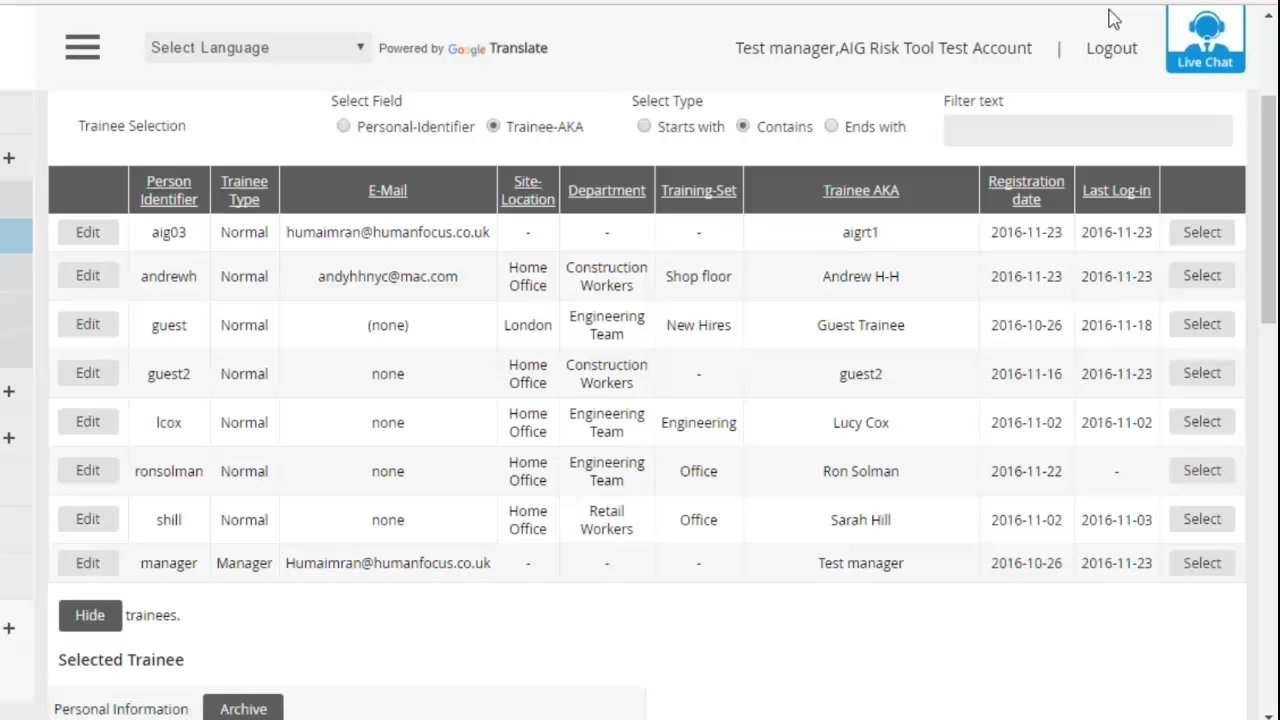 Select Language ▼ Powered by Google Translate Test manager,AIG Risk Tool Test Account | Logout
Live Chat
Select Field Select Type Filter text
Trainee Selection Personal-Identifier Trainee-AKA Starts with Contains Ends with
Person Identifier Trainee Type E-Mail Site-Location Department Training-Set Trainee AKA Registration date Last Log-in
Edit aig03 Normal humaimran@humanfocus.co.uk - - - aigrt1 2016-11-23 2016-11-23 Select
+
Edit andrewh Normal andyhhnyc@mac.com Home Office Construction Workers Shop floor Andrew H-H 2016-11-23 2016-11-23 Select
Edit guest Normal (none) London Engineering Team New Hires Guest Trainee 2016-10-26 2016-11-18 Select
Edit guest2 Normal none Home Office Construction Workers - guest2 2016-11-16 2016-11-23 Select
+
Edit lcox Normal none Home Office Engineering Team Engineering Lucy Cox 2016-11-02 2016-11-02 Select
+
Edit ronsolman Normal none Home Office Engineering Team Office Ron Solman 2016-11-22 - Select
Edit shill Normal none Home Office Retail Workers Office Sarah Hill 2016-11-02 2016-11-03 Select
Edit manager Manager Humaimran@humanfocus.co.uk - - - Test manager 2016-10-26 2016-11-23 Select
Hide trainees.
+
Selected Trainee
Personal Information Archive